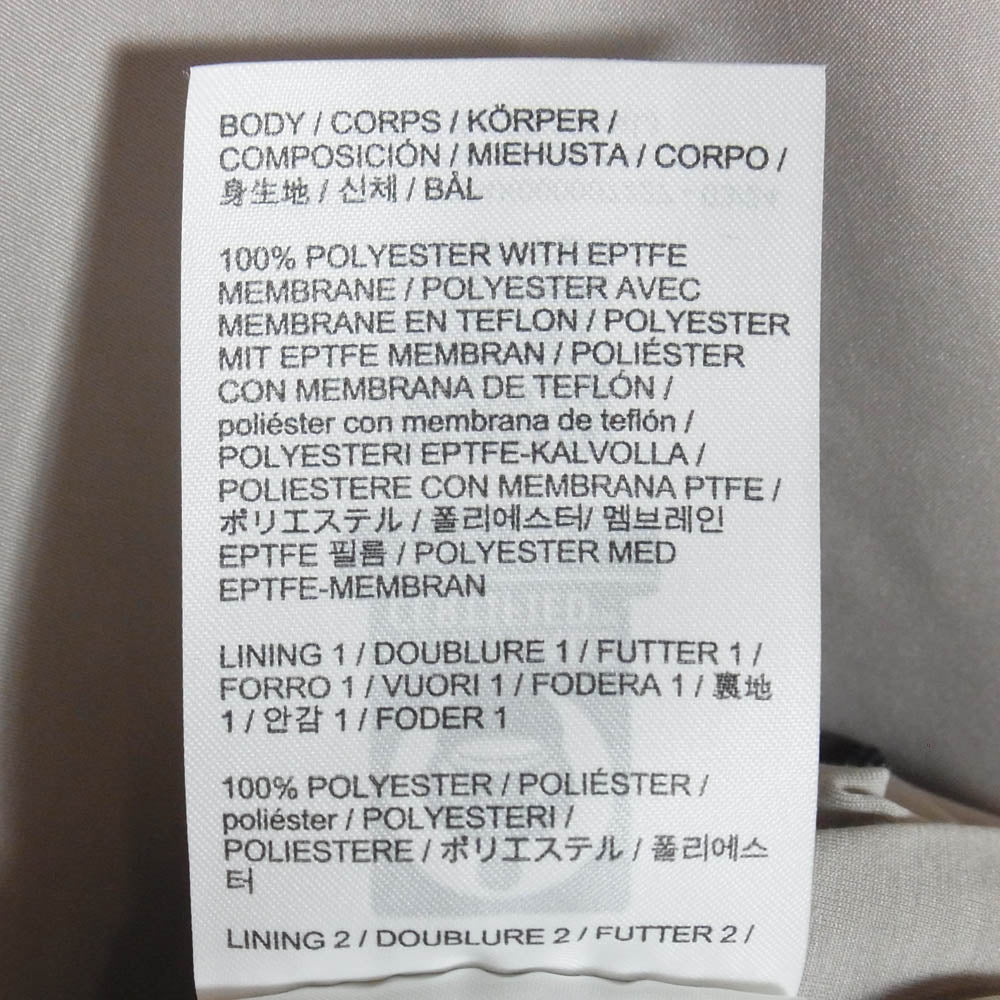 BODY / CORPS / KÖRPER /
COMPOSICIÓN / MIEHUSTA / CORPO /
身生地 / 신체 / BÅL
100% POLYESTER WITH EPTFE
MEMBRANE / POLYESTER AVEC
MEMBRANE EN TEFLON / POLYESTER
MIT EPTFE MEMBRAN / POLIÉSTER
CON MEMBRANA DE TEFLÓN /
poliéster con membrana de teflón /
POLYESTERI EPTFE-KALVOLLA /
POLIESTERE CON MEMBRANA PTFE /
ポリエステル / 폴리에스터/ 멤브레인
EPTFE 필름 / POLYESTER MED
EPTFE-MEMBRAN
LINING 1 / DOUBLURE 1 / FUTTER 1 /
FORRO 1 / VUORI 1 / FODERA 1 / 裏地
1 / 안감 1 / FODER 1
100% POLYESTER / POLIÉSTER /
poliéster / POLYESTERI /
POLIESTERE / ポリエステル / 폴리에스
터
LINING 2 / DOUBLURE 2 / FUTTER 2 /